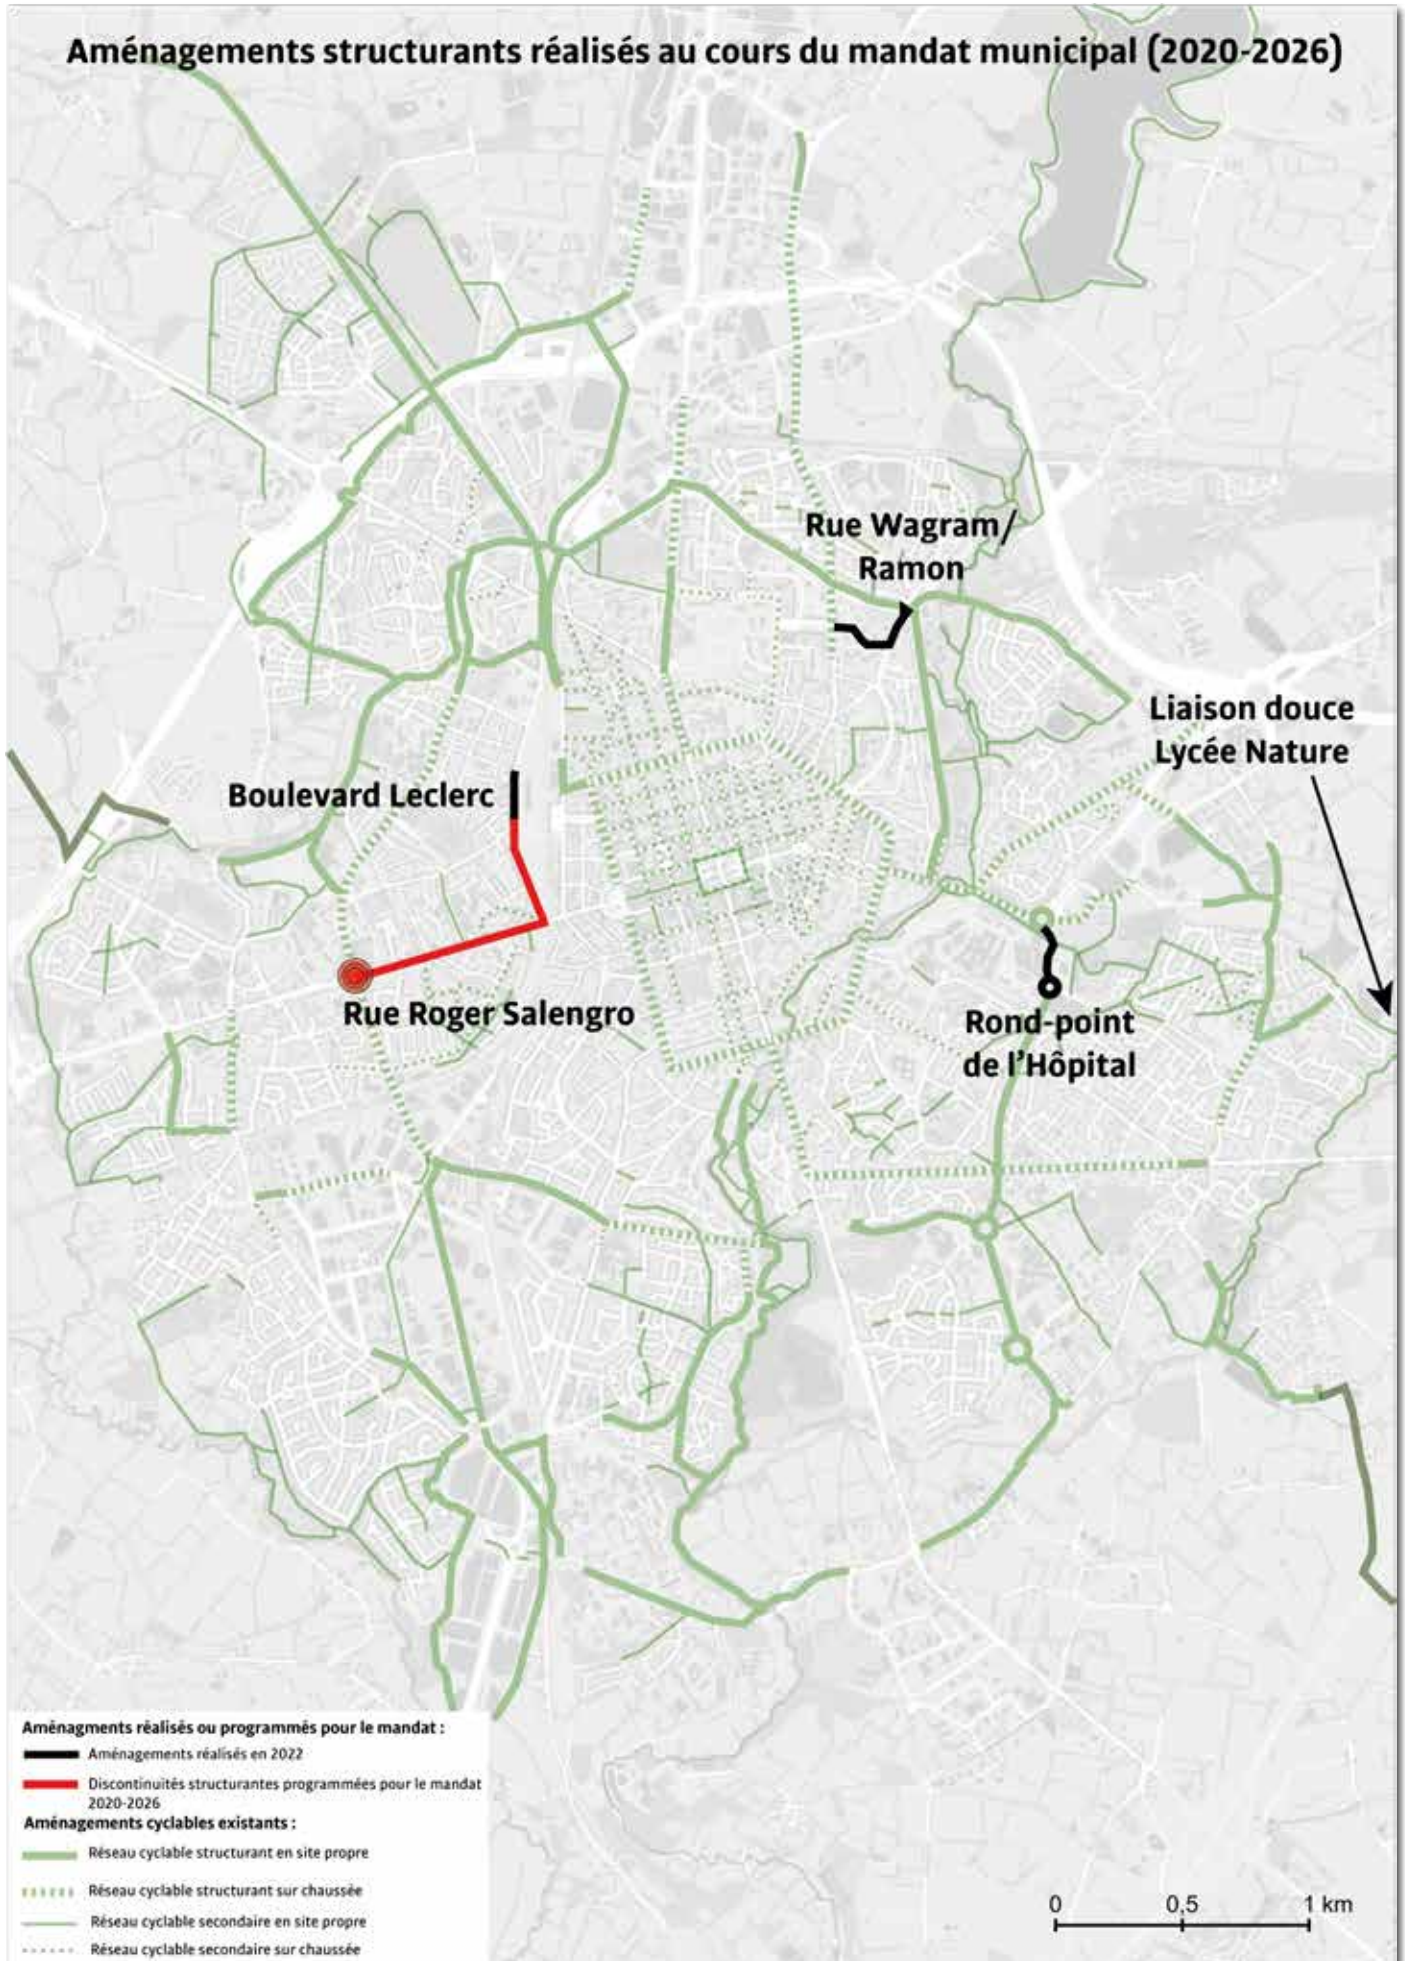 Aménagements structurants réalisés au cours du mandat municipal (2020-2026)
Rue Wagram/
Ramon
Liaison douce
Lycée Nature
Boulevard Leclerc
Rue Roger Salengro
Rond-point
de l'Hôpital
Aménagments réalisés ou programmés pour le mandat :
Aménagements réalisés en 2022
Discontinuités structurantes programmées pour le mandat
2020-2026
Aménagements cyclables existants :
Réseau cyclable structurant en site propre
Réseau cyclable structurant sur chaussée
Réseau cyclable secondaire en site propre
Réseau cyclable secondaire sur chaussée
0 0,5 1 km